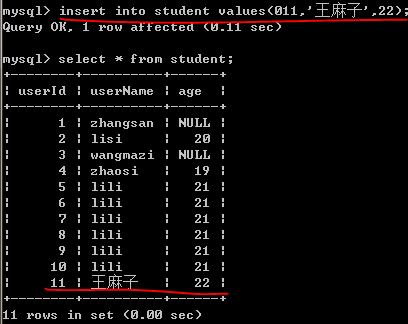 mysql> insert into student values(011,'王麻子',22);
Query OK, 1 row affected (0.11 sec)
mysql> select * from student;
+--------+----------+------+
| userId | userName | age |
+--------+----------+------+
| 1 | zhangsan | NULL |
| 2 | lisi | 20 |
| 3 | wangmazi | NULL |
| 4 | zhaosi | 19 |
| 5 | lili | 21 |
| 6 | lili | 21 |
| 7 | lili | 21 |
| 8 | lili | 21 |
| 9 | lili | 21 |
| 10 | lili | 21 |
| 11 | 王麻子 | 22 |
+--------+----------+------+
11 rows in set (0.00 sec)